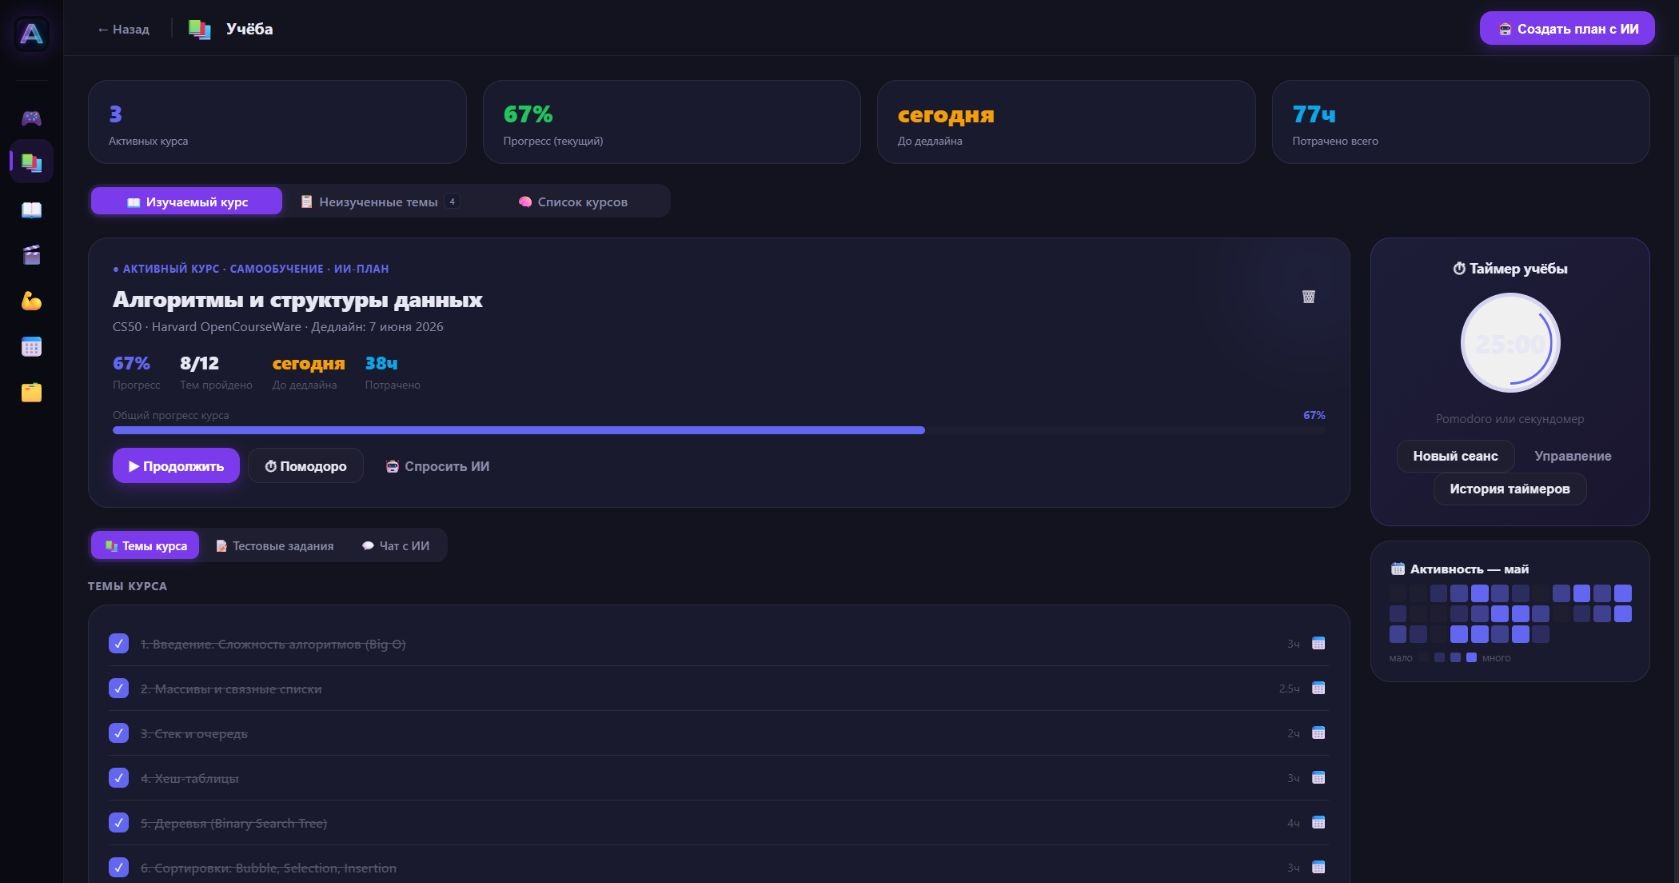 A
← Назад
Учёба
Создать план с ИИ
3
Активных курса
67%
Прогресс (текущий)
сегодня
До дедлайна
77ч
Потрачено всего
Изучаемый курс
Неизученные темы 4
Список курсов
• АКТИВНЫЙ КУРС · САМООБУЧЕНИЕ · ИИ-ПЛАН
Алгоритмы и структуры данных
CS50 · Harvard OpenCourseWare · Дедлайн: 7 июня 2026
67% 8/12 сегодня 38ч
Прогресс Тем пройдено До дедлайна Потрачено
Общий прогресс курса 67%
▶ Продолжить
⏱ Помодоро
Спросить ИИ
Темы курса
Тестовые задания
Чат с ИИ
ТЕМЫ КУРСА
1. Введение. Сложность алгоритмов (Big O) 3ч
2. Массивы и связные списки 2.5ч
3. Стек и очередь 2ч
4. Хеш-таблицы 3ч
5. Деревья (Binary Search Tree) 4ч
6. Сортировки: Bubble, Selection, Insertion 3ч
⏱ Таймер учёбы
25:00
Pomodoro или секундомер
Новый сеанс
Управление
История таймеров
Активность — май
мало много